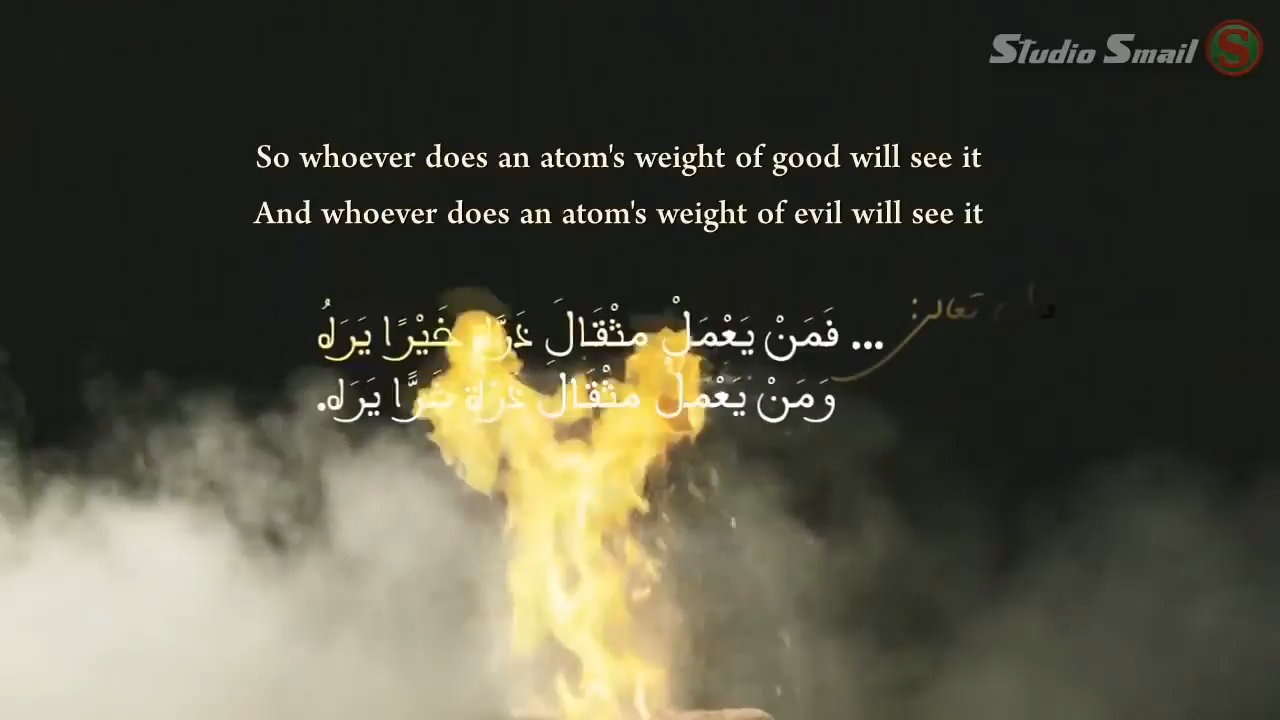 Studio Smail S
So whoever does an atom's weight of good will see it
And whoever does an atom's weight of evil will see it
تعالى:
... فَمَنْ يَعْمَلْ مِثْقَالَ ذَرَّةٍ خَيْرًا يَرَهُ
وَمَنْ يَعْمَلْ مِثْقَالَ ذَرَّةٍ شَرًّا يَرَه.